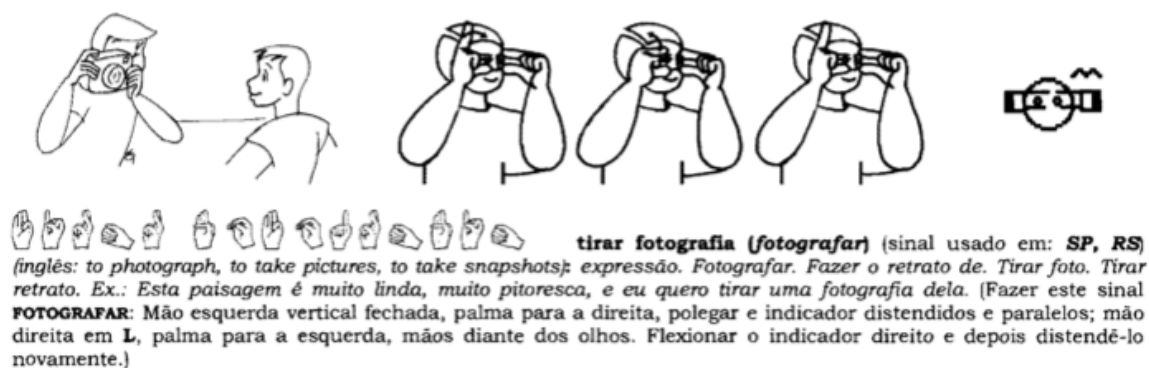 tirar fotografia (fotografar) (sinal usado em: SP, RS)
(inglês: to photograph, to take pictures, to take snapshots): expressão. Fotografar. Fazer o retrato de. Tirar foto. Tirar
retrato. Ex.: Esta paisagem é muito linda, muito pitoresca, e eu quero tirar uma fotografia dela. (Fazer este sinal
FOTOGRAFAR: Mão esquerda vertical fechada, palma para a direita, polegar e indicador distendidos e paralelos; mão
direita em L, palma para a esquerda, mãos diante dos olhos. Flexionar o indicador direito e depois distendê-lo
novamente.)